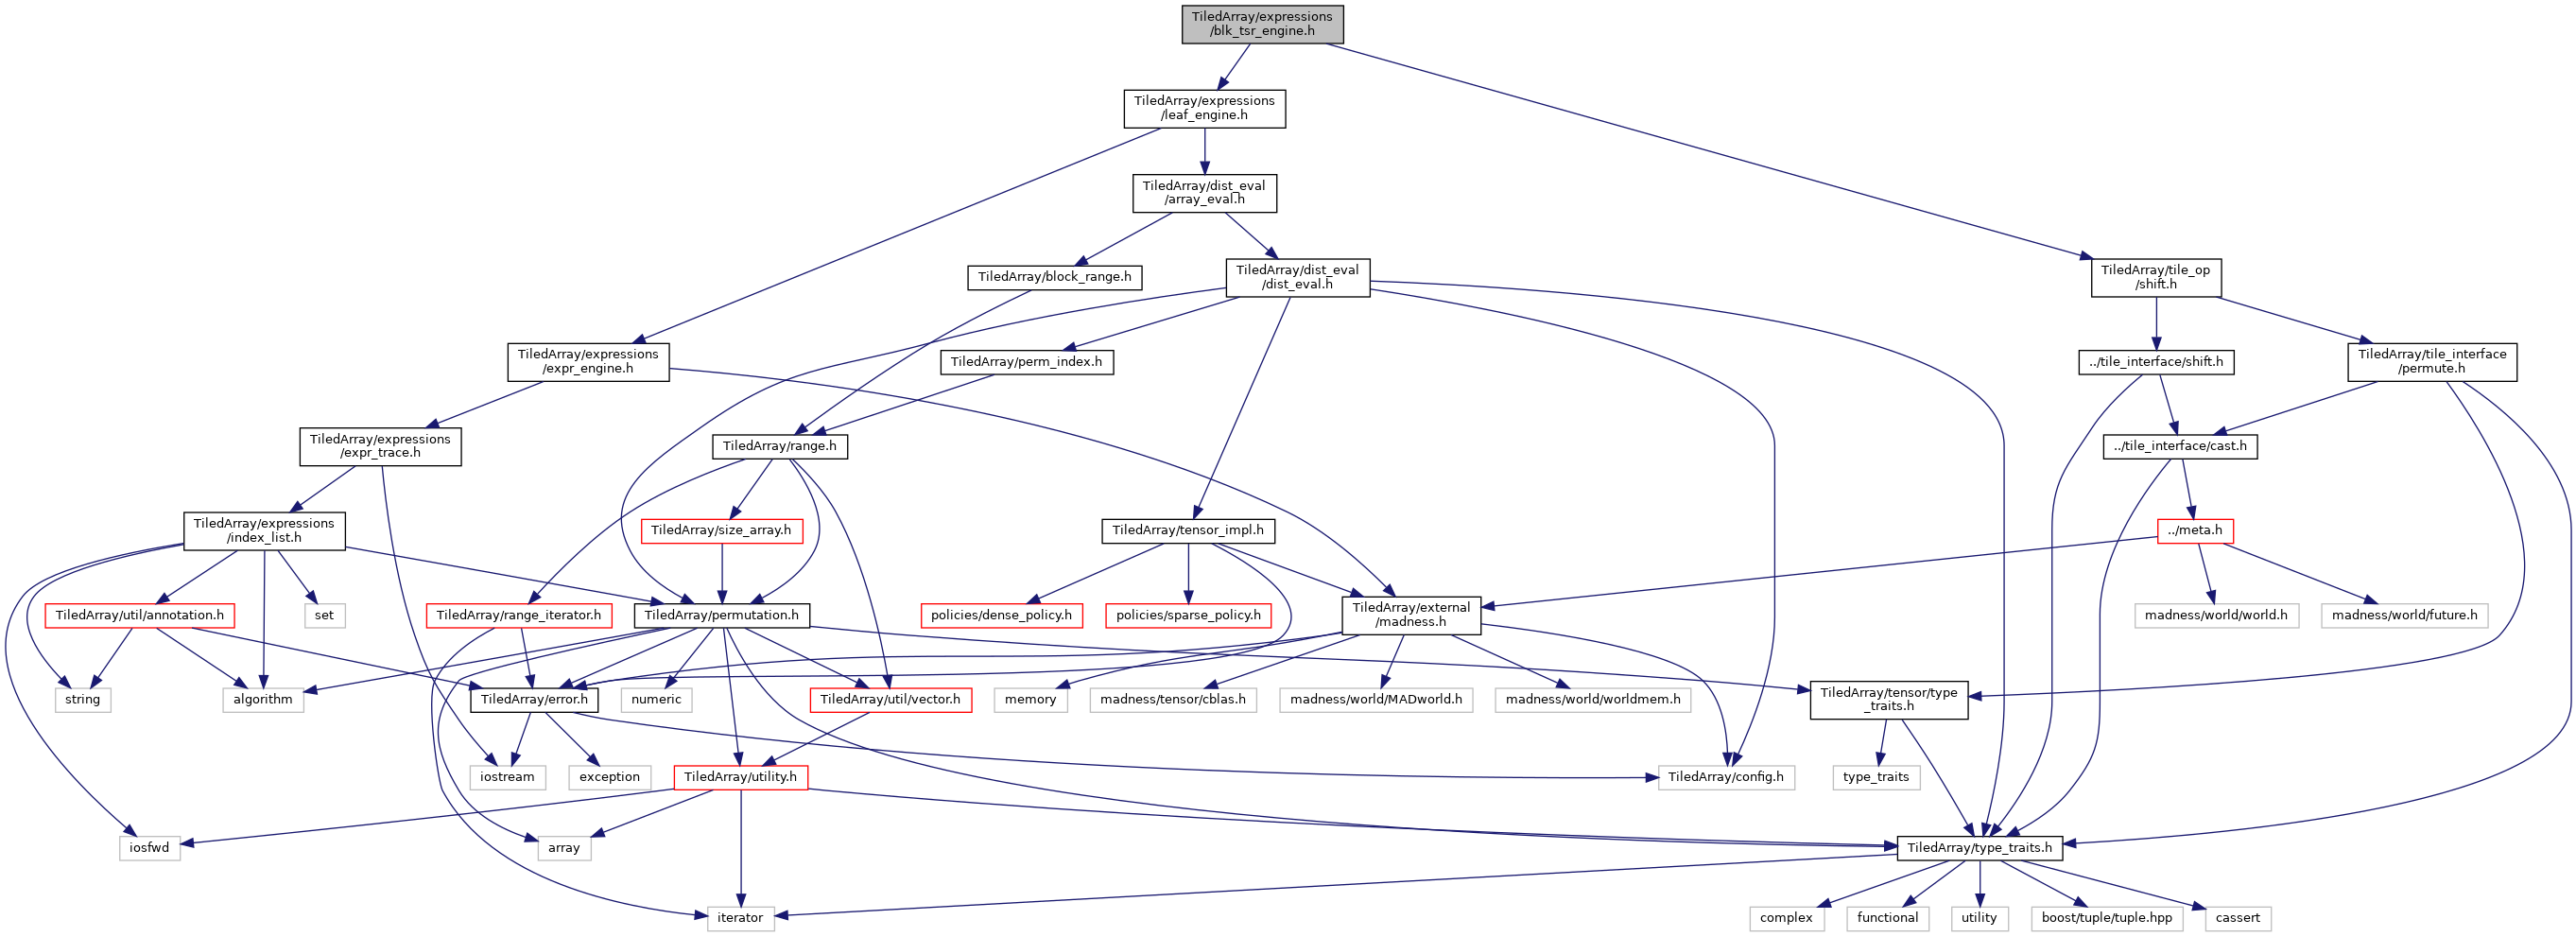 TiledArray/expressions
/blk_tsr_engine.h
TiledArray/expressions
/leaf_engine.h
TiledArray/dist_eval
/array_eval.h
TiledArray/block_range.h
TiledArray/dist_eval
/dist_eval.h
TiledArray/tile_op
/shift.h
TiledArray/expressions
/expr_engine.h
TiledArray/perm_index.h
../tile_interface/shift.h
TiledArray/tile_interface
/permute.h
TiledArray/expressions
/expr_trace.h
TiledArray/range.h
../tile_interface/cast.h
TiledArray/expressions
/index_list.h
TiledArray/size_array.h
TiledArray/tensor_impl.h
../meta.h
TiledArray/util/annotation.h
set
TiledArray/range_iterator.h
TiledArray/permutation.h
policies/dense_policy.h
policies/sparse_policy.h
TiledArray/external
/madness.h
madness/world/world.h
madness/world/future.h
string
algorithm
TiledArray/error.h
numeric
TiledArray/util/vector.h
memory
madness/tensor/cblas.h
madness/world/MADworld.h
madness/world/worldmem.h
TiledArray/tensor/type
_traits.h
iostream
exception
TiledArray/utility.h
TiledArray/config.h
type_traits
iosfwd
array
TiledArray/type_traits.h
iterator
complex
functional
utility
boost/tuple/tuple.hpp
cassert